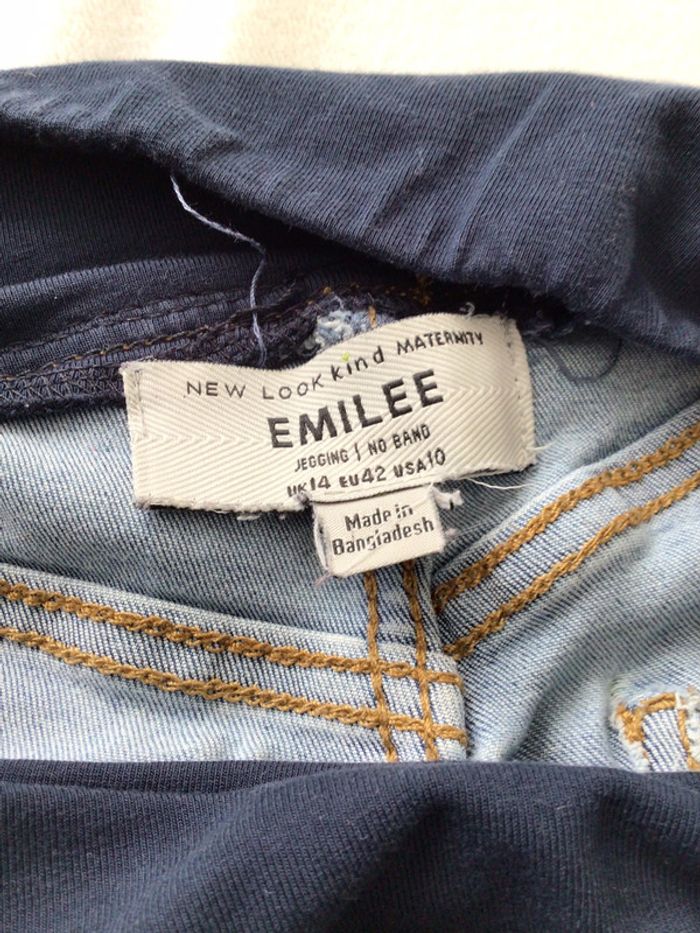 NEW LOOK kind MATERNITY
EMILEE
JEGGING | NO BAND
UK14 EU42 USA10
Made in
Bangladesh